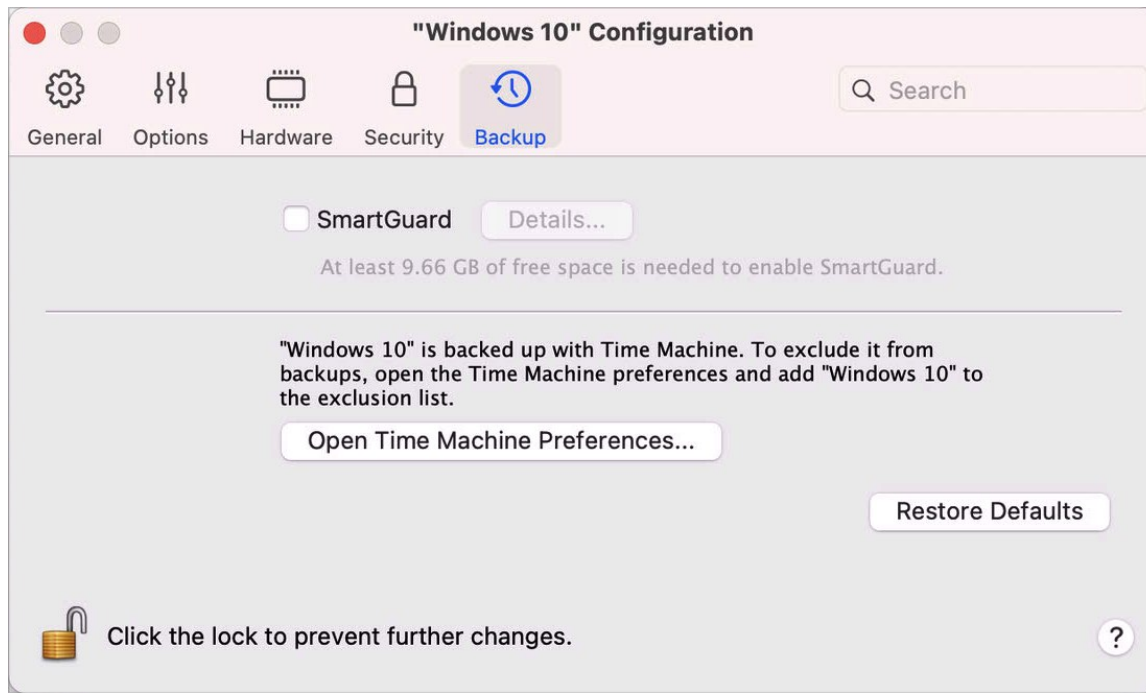 "Windows 10" Configuration
General Options Hardware Security Backup
Search
SmartGuard Details...
At least 9.66 GB of free space is needed to enable SmartGuard.
"Windows 10" is backed up with Time Machine. To exclude it from
backups, open the Time Machine preferences and add "Windows 10" to
the exclusion list.
Open Time Machine Preferences...
Restore Defaults
Click the lock to prevent further changes.
?